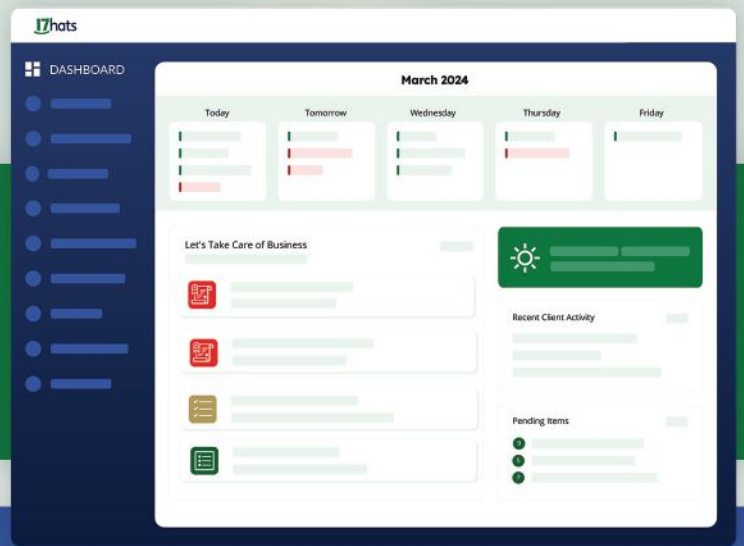 17hats
DASHBOARD
March 2024
Today
Tomorrow
Wednesday
Thursday
Friday
Let's Take Care of Business
Recent Client Activity
Pending Items
9
5
7